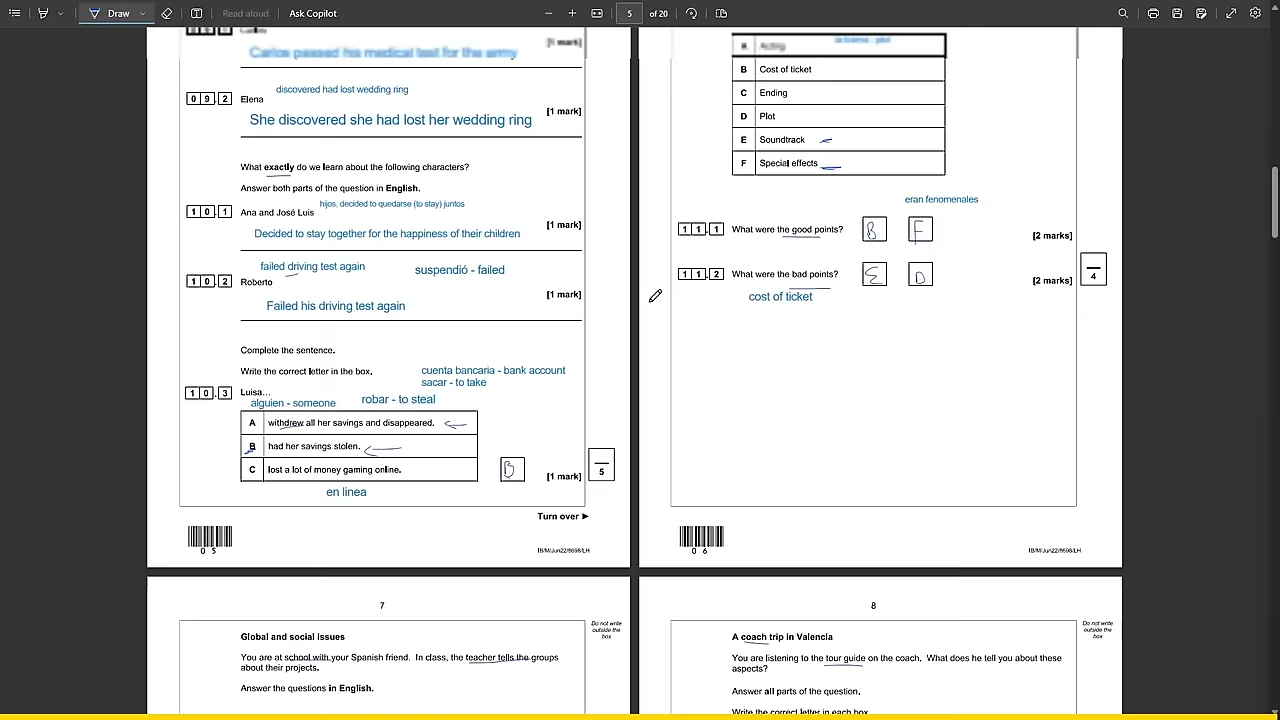 Draw
Read aloud
Ask Copilot
5 of 20
Carlos
[1 mark]
Carlos passed his medical test for the army
discovered had lost wedding ring
0 9 . 2 Elena
[1 mark]
She discovered she had lost her wedding ring
What exactly do we learn about the following characters?
Answer both parts of the question in English.
hijos, decided to quedarse (to stay) juntos
1 0 . 1 Ana and José Luis
[1 mark]
Decided to stay together for the happiness of their children
failed driving test again
suspendió - failed
1 0 . 2 Roberto
[1 mark]
Failed his driving test again
Complete the sentence.
Write the correct letter in the box.
cuenta bancaria - bank account
sacar - to take
1 0 . 3 Luisa...
alguien - someone
robar - to steal
A withdrew all her savings and disappeared.
B had her savings stolen.
C lost a lot of money gaming online.
B
[1 mark]
5
en linea
Turn over ►
0 5
IB/M/Jun22/8698/LH
A Acting
B Cost of ticket
C Ending
D Plot
E Soundtrack
F Special effects
eran fenomenales
1 1 . 1 What were the good points? B F
[2 marks]
1 1 . 2 What were the bad points? E D
[2 marks]
4
cost of ticket
0 6
IB/M/Jun22/8698/LH
7
Do not write
outside the
box
Global and social issues
You are at school with your Spanish friend. In class, the teacher tells the groups
about their projects.
Answer the questions in English.
8
Do not write
outside the
box
A coach trip in Valencia
You are listening to the tour guide on the coach. What does he tell you about these
aspects?
Answer all parts of the question.
Write the correct letter in each box.